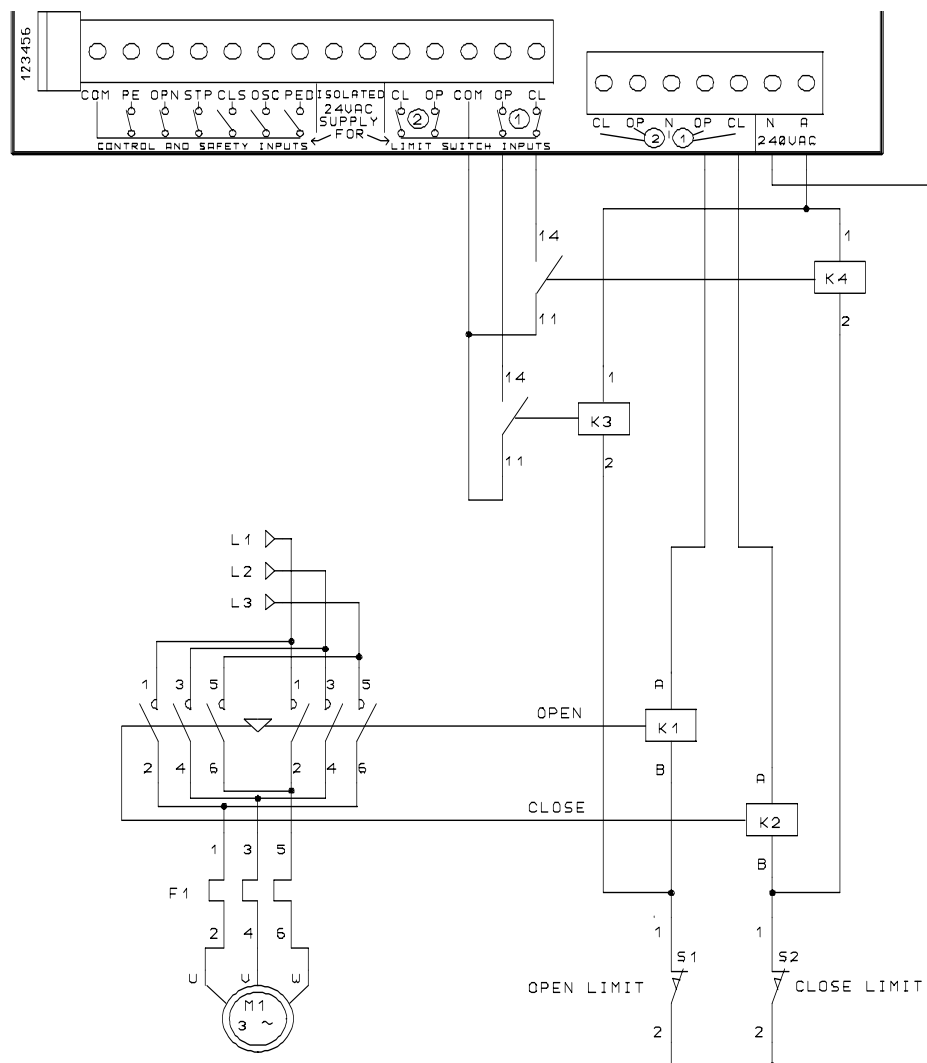 123456
COM PE OPN STP CLS OSC PED ISOLATED 24VAC SUPPLY FOR CL OP COM OP CL
2 1
CONTROL AND SAFETY INPUTS
LIMIT SWITCH INPUTS
CL OP N OP CL N A
2 1 240VAC
14 1
K4
11 2
14 1
K3
11 2
L1
L2
L3
1 3 5 1 3 5
A
OPEN
K1
2 4 6 2 4 6
B
A
CLOSE
K2
1 3 5
B
F1
2 4 6
1 1
U V W
S1 S2
OPEN LIMIT
CLOSE LIMIT
M1
3 ~
2 2